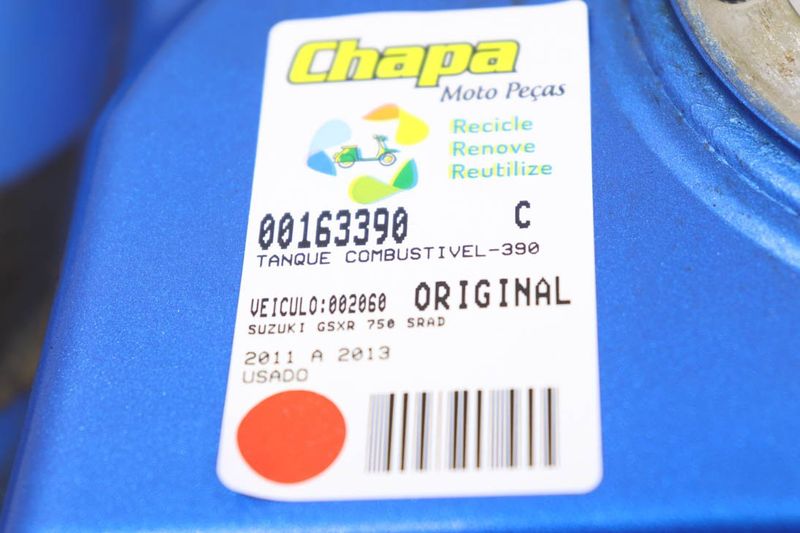 Chapa
Moto Peças
Recicle
Renove
Reutilize
00163390 C
TANQUE COMBUSTIVEL-390
VEICULO:002060 ORIGINAL
SUZUKI GSXR 750 SRAD
2011 A 2013
USADO